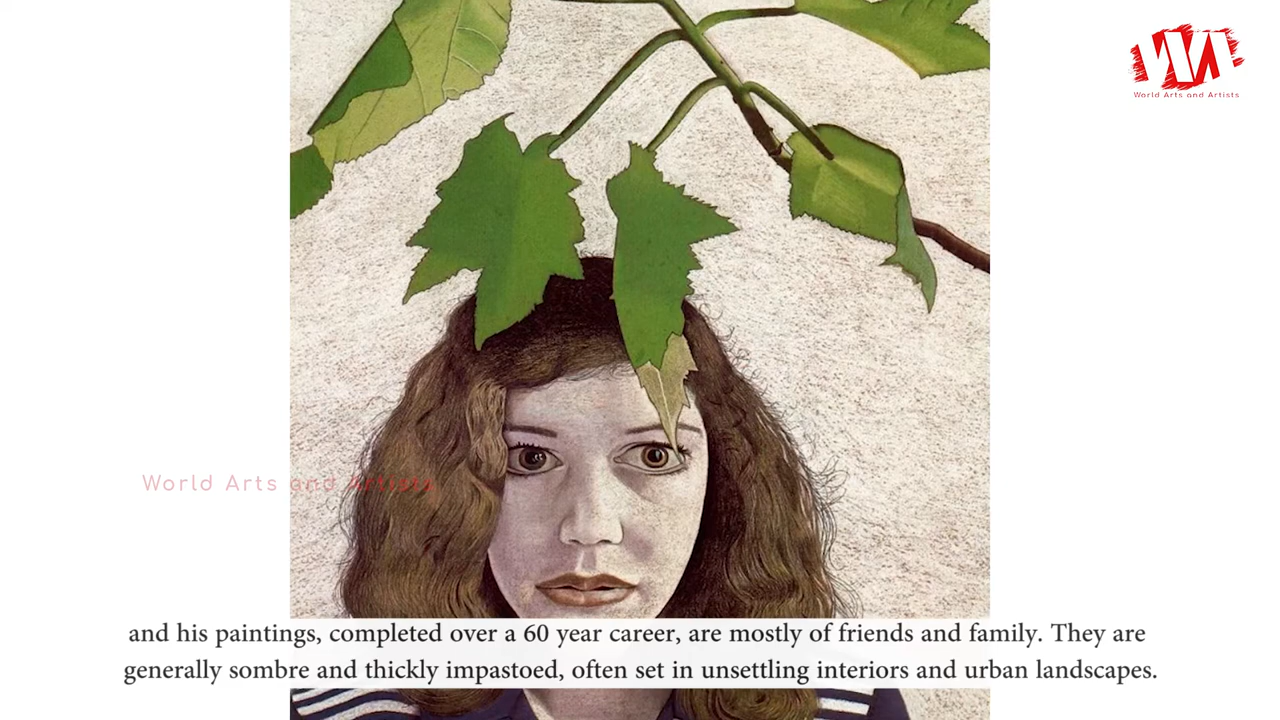 World Arts and Artists
World Arts and Artists
and his paintings, completed over a 60 year career, are mostly of friends and family. They are
generally sombre and thickly impastoed, often set in unsettling interiors and urban landscapes.